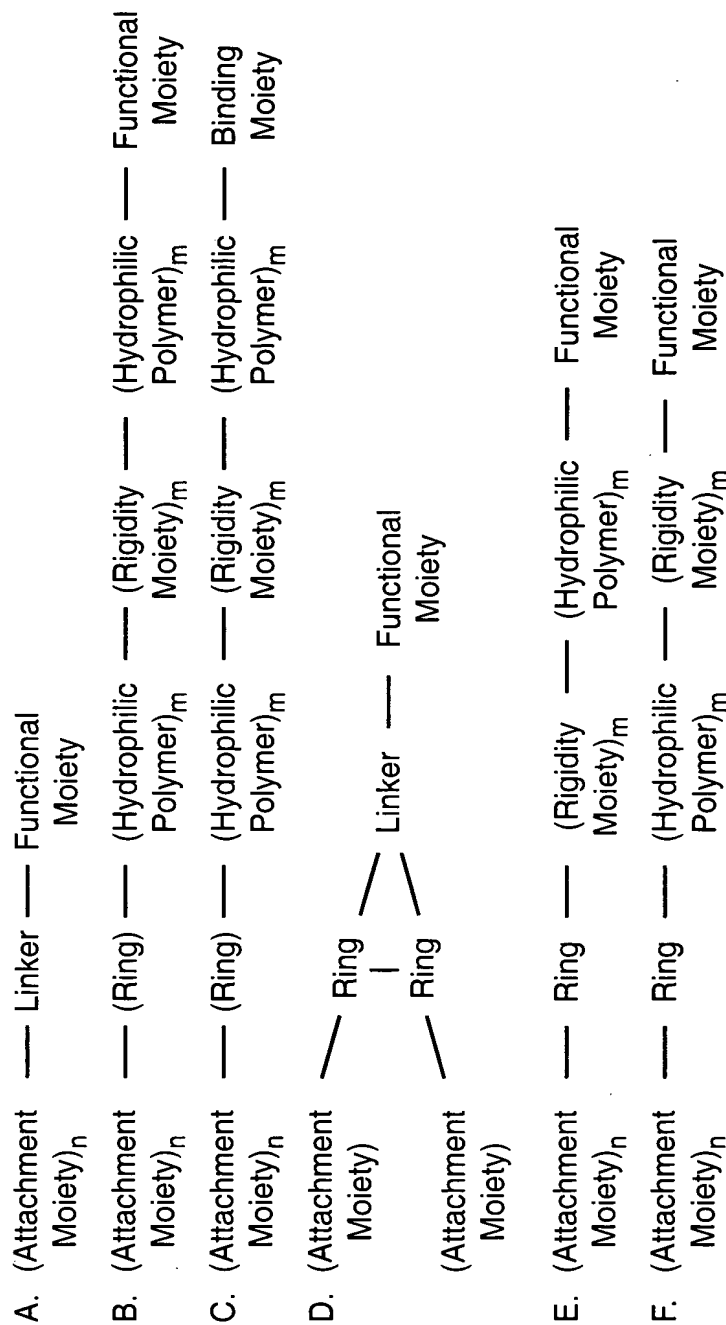 A. (Attachment Moiety)n — Linker — Functional Moiety
B. (Attachment Moiety)n — (Ring) — (Hydrophilic Polymer)m — (Rigidity Moiety)m — (Hydrophilic Polymer)m — Functional Moiety
C. (Attachment Moiety)n — (Ring) — (Hydrophilic Polymer)m — (Rigidity Moiety)m — (Hydrophilic Polymer)m — Binding Moiety
D. (Attachment Moiety)
Ring
Linker — Functional Moiety
Ring
(Attachment Moiety)
E. (Attachment Moiety)n — Ring — (Rigidity Moiety)m — (Hydrophilic Polymer)m — Functional Moiety
F. (Attachment Moiety)n — Ring — (Hydrophilic Polymer)m — (Rigidity Moiety)m — Functional Moiety